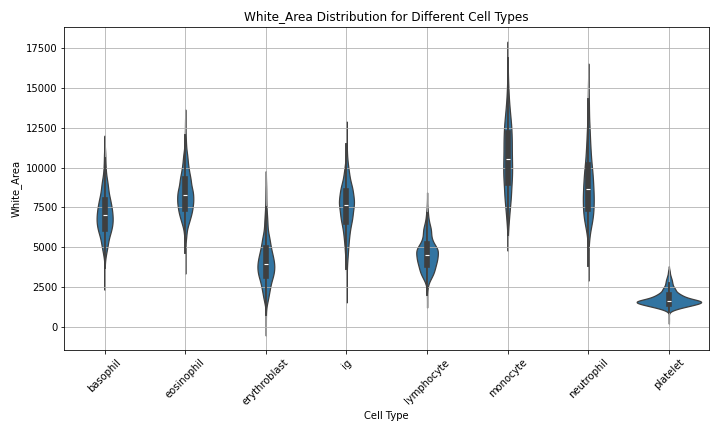 White_Area Distribution for Different Cell Types
17500
15000
12500
10000
7500
5000
2500
0
White_Area
basophil
eosinophil
erythroblast
ig
lymphocyte
monocyte
neutrophil
platelet
Cell Type